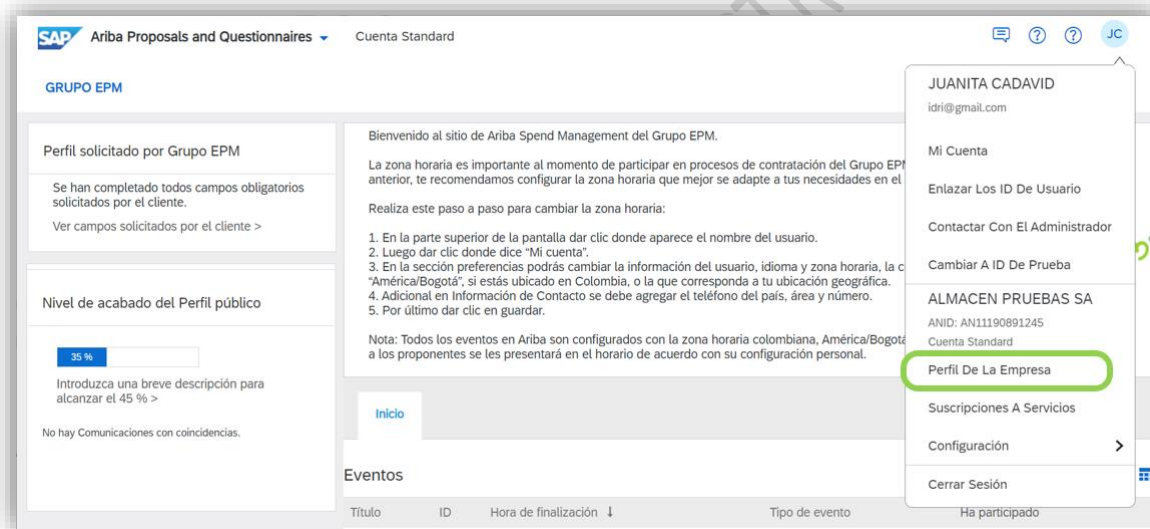 SAP Ariba Proposals and Questionnaires Cuenta Standard
JC
GRUPO EPM
Perfil solicitado por Grupo EPM
Se han completado todos campos obligatorios
solicitados por el cliente.
Ver campos solicitados por el cliente >
Nivel de acabado del Perfil público
35 %
Introduzca una breve descripción para
alcanzar el 45 % >
No hay Comunicaciones con coincidencias.
Bienvenido al sitio de Ariba Spend Management del Grupo EPM.
La zona horaria es importante al momento de participar en procesos de contratación del Grupo EPM
anterior, te recomendamos configurar la zona horaria que mejor se adapte a tus necesidades en el
Realiza este paso a paso para cambiar la zona horaria:
1. En la parte superior de la pantalla dar clic donde aparece el nombre del usuario.
2. Luego dar clic donde dice “Mi cuenta”.
3. En la sección preferencias podrás cambiar la información del usuario, idioma y zona horaria, la c
“América/Bogotá”, si estás ubicado en Colombia, o la que corresponda a tu ubicación geográfica.
4. Adicional en Información de Contacto se debe agregar el teléfono del país, área y número.
5. Por último dar clic en guardar.
Nota: Todos los eventos en Ariba son configurados con la zona horaria colombiana, América/Bogotá
a los proponentes se les presentará en el horario de acuerdo con su configuración personal.
Inicio
Eventos
Título ID Hora de finalización ↓ Tipo de evento Ha participado
JUANITA CADAVID
idri@gmail.com
Mi Cuenta
Enlazar Los ID De Usuario
Contactar Con El Administrador
Cambiar A ID De Prueba
ALMACEN PRUEBAS SA
ANID: AN11190891245
Cuenta Standard
Perfil De La Empresa
Suscripciones A Servicios
Configuración
Cerrar Sesión